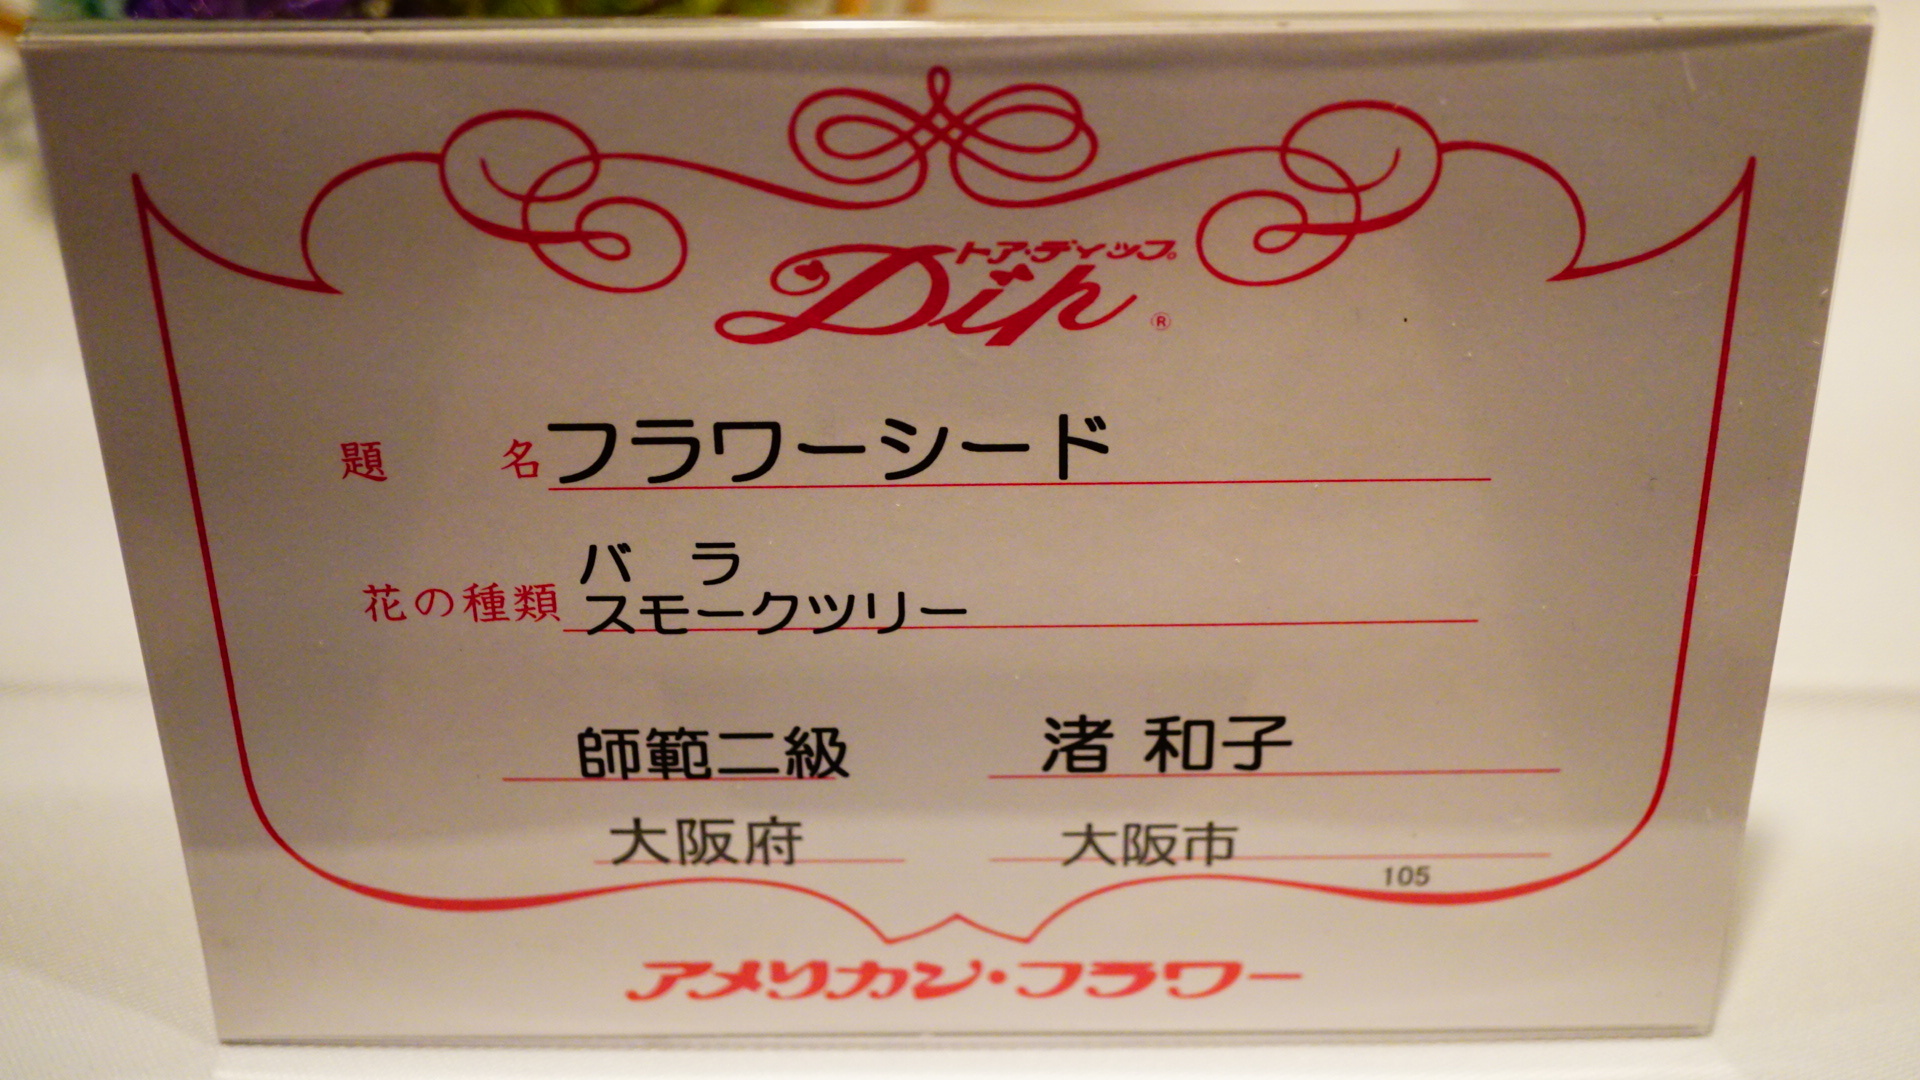 トア・ディップ
Dip ®
題 名 フラワーシード
バ ラ
花の種類 スモークツリー
師範二級 渚 和子
大阪府 大阪市
105
アメリカン・フラワー